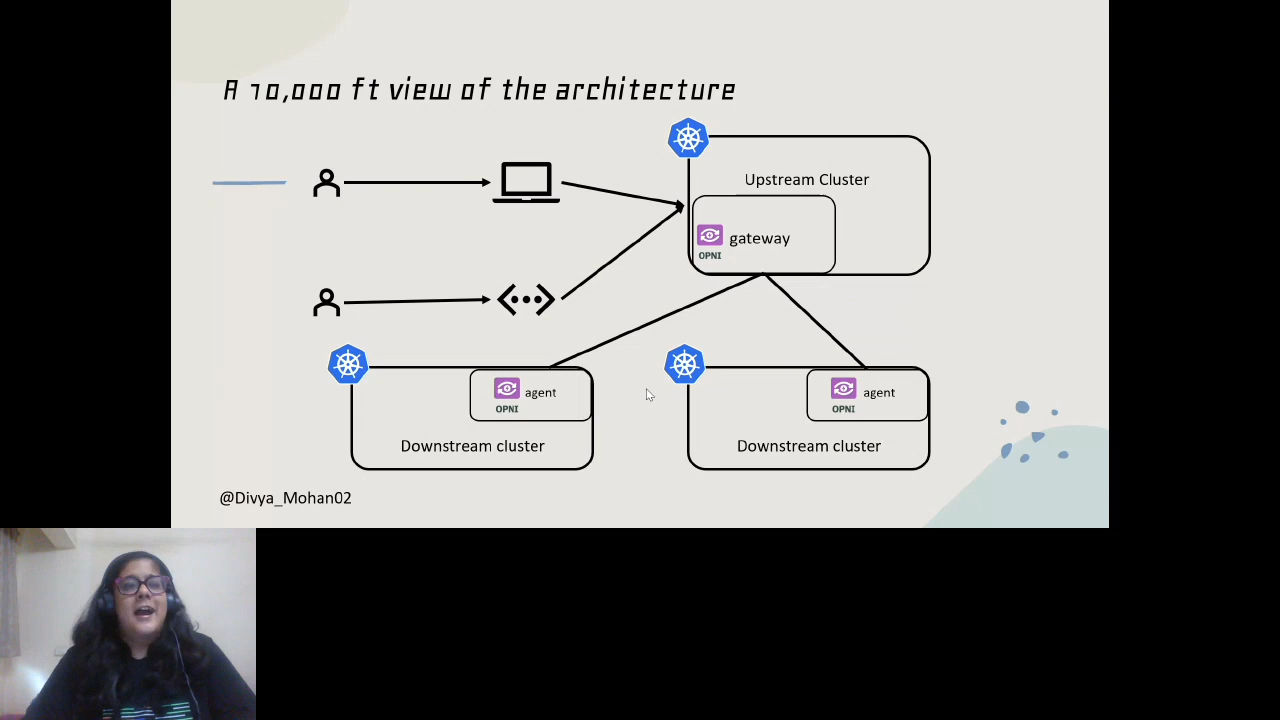 A 10,000 ft view of the architecture
Upstream Cluster
gateway
OPNI
agent
OPNI
Downstream cluster
agent
OPNI
Downstream cluster
@Divya_Mohan02